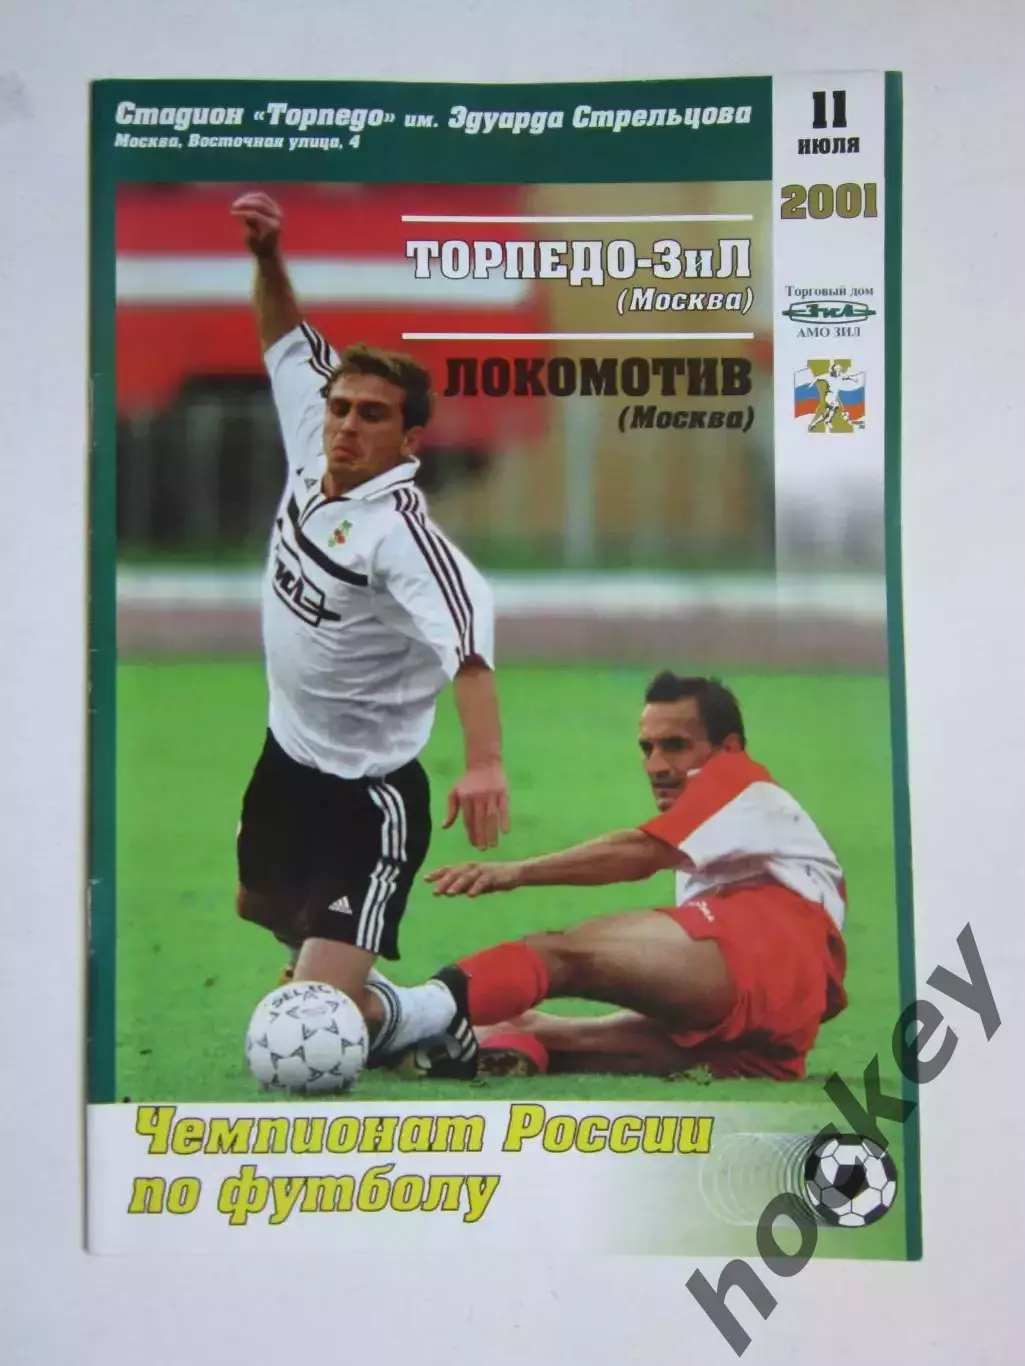 Стадион «Торпедо» им. Эдуарда Стрельцова
Москва, Восточная улица, 4
11
ИЮЛЯ
2001
ТОРПЕДО-ЗиЛ
(Москва)
ЛОКОМОТИВ
(Москва)
Торговый дом
ЗиЛ
АМО ЗИЛ
К
ЗиЛ
adidas
SELECT
Чемпионат России
по футболу
hockey